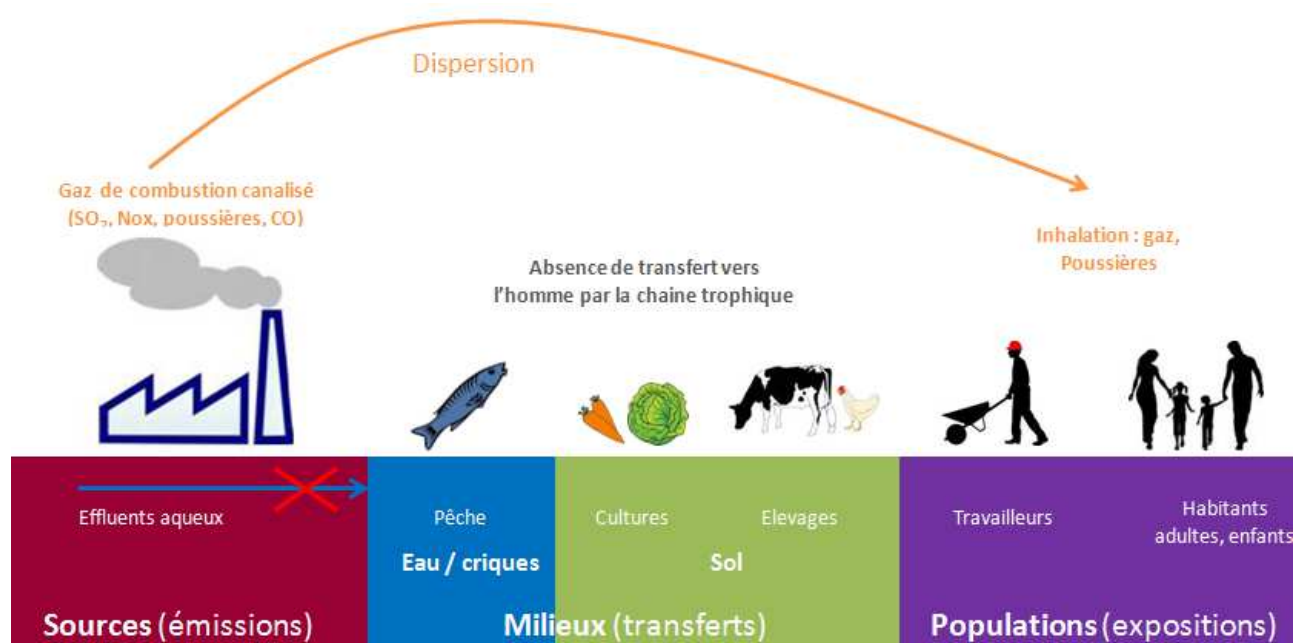 Dispersion
Gaz de combustion canalisé
(SO₂, Nox, poussières, CO)
Inhalation : gaz,
Poussières
Absence de transfert vers
l'homme par la chaine trophique
Effluents aqueux
Pêche
Cultures
Elevages
Travailleurs
Habitants
adultes, enfants
Eau / criques
Sol
Sources (émissions)
Milieux (transferts)
Populations (expositions)